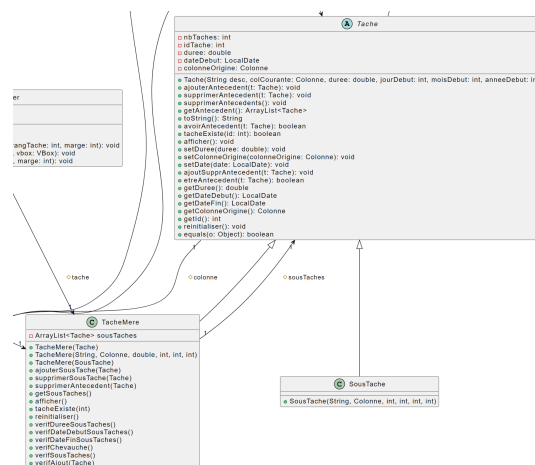 A Tache
nbTaches: int
idTache: int
duree: double
dateDebut: LocalDate
colonneOrigine: Colonne
Tache(String desc, colCourante: Colonne, duree: double, jourDebut: int, moisDebut: int, anneeDebut: in
ajouterAntecedent(t: Tache): void
supprimerAntecedent(t: Tache): void
supprimerAntecedents(): void
getAntecedent(): ArrayList<Tache>
toString(): String
avoirAntecedent(t: Tache): boolean
tacheExiste(id: int): boolean
afficher(): void
setDuree(duree: double): void
setColonneOrigine(colonneOrigine: Colonne): void
setDate(date: LocalDate): void
ajoutSupprAntecedent(t: Tache): void
etreAntecedent(t: Tache): boolean
getDuree(): double
getDateDebut(): LocalDate
getDateFin(): LocalDate
getColonneOrigine(): Colonne
getId(): int
reinitialiser(): void
equals(o: Object): boolean
er
rangTache: int, marge: int): void
, vbox: VBox): void
, marge: int): void
1
1
tache
colonne
sousTaches
1
1
1
C TacheMere
ArrayList<Tache> sousTaches
TacheMere(Tache)
TacheMere(String, Colonne, double, int, int, int)
TacheMere(SousTache)
ajouterSousTache(Tache)
supprimerSousTache(Tache)
supprimerAntecedent(Tache)
getSousTaches()
afficher()
tacheExiste(int)
reinitialiser()
verifDureeSousTaches()
verifDateDebutSousTaches()
verifDateFinSousTaches()
verifChevauche()
verifSousTaches()
verifAjout(Tache)
C SousTache
SousTache(String, Colonne, int, int, int, int)